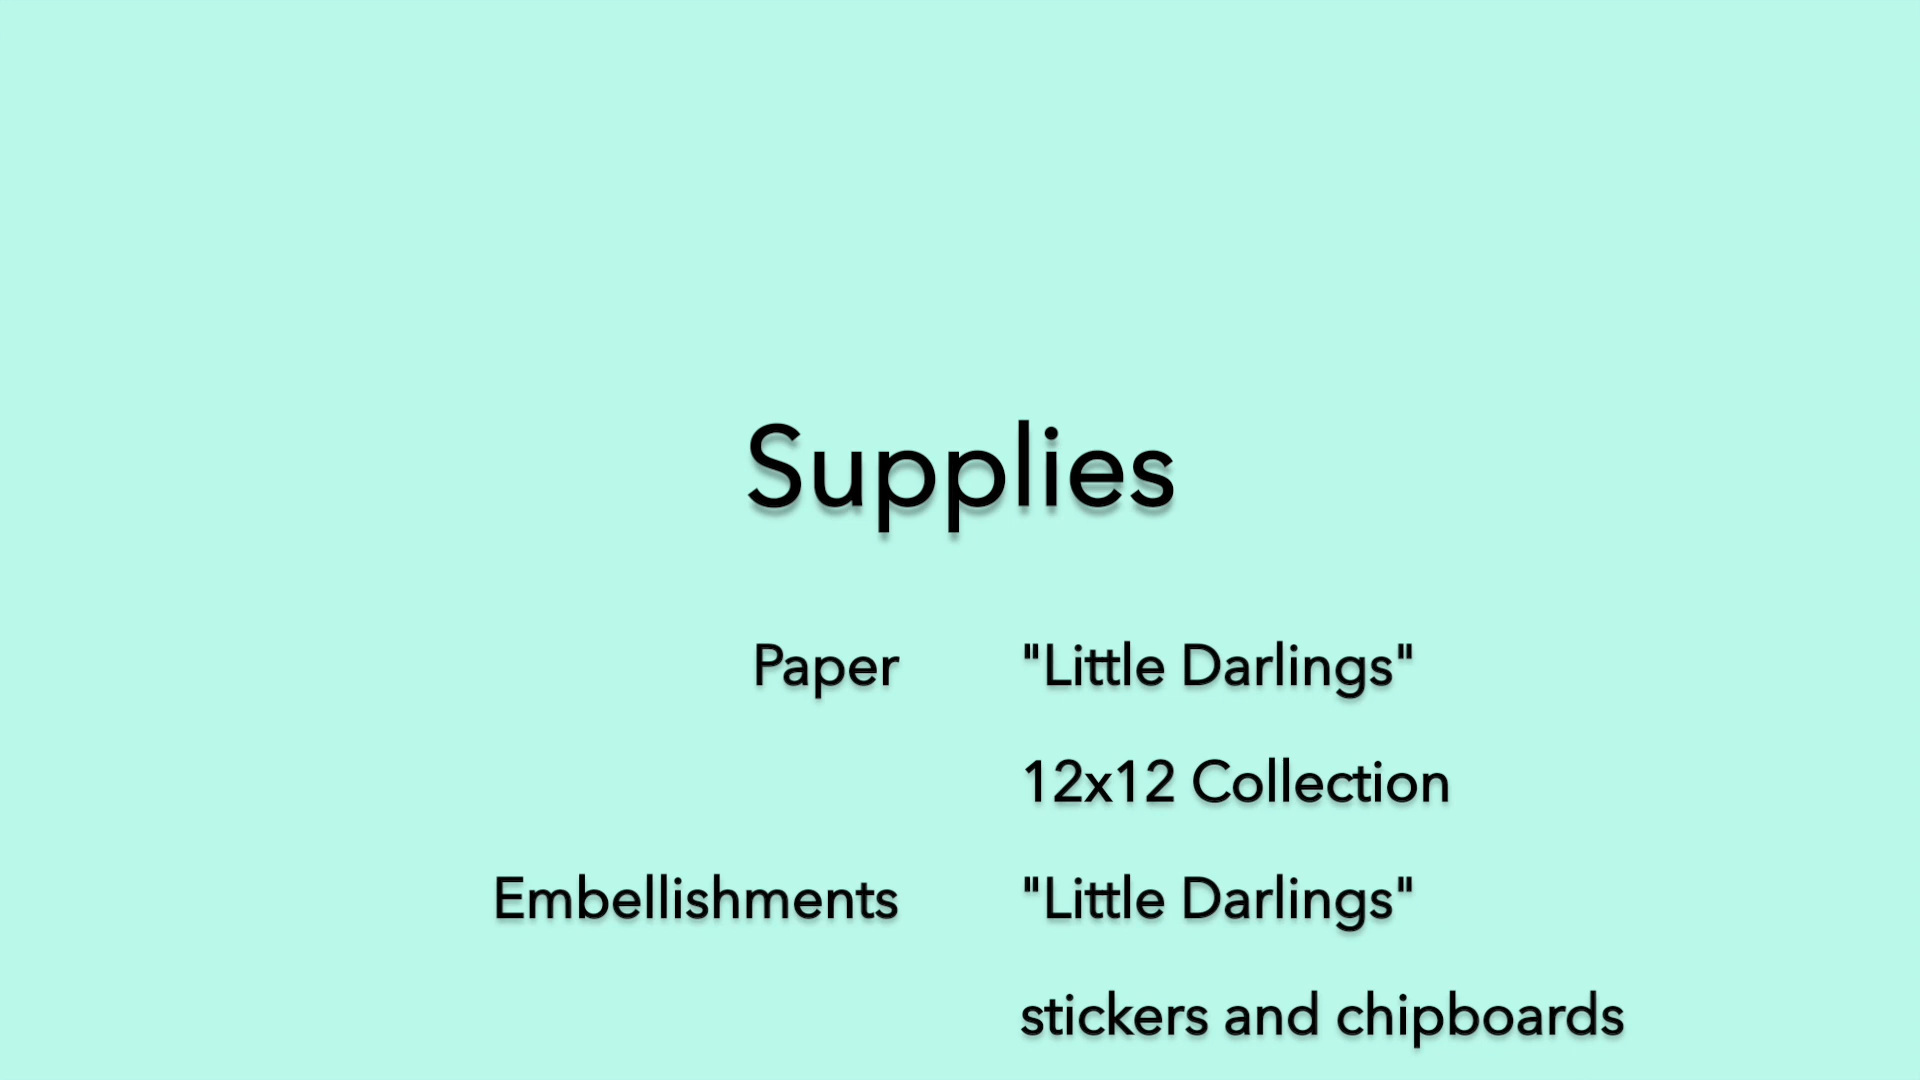 Supplies
Paper "Little Darlings"
12x12 Collection
Embellishments "Little Darlings"
stickers and chipboards